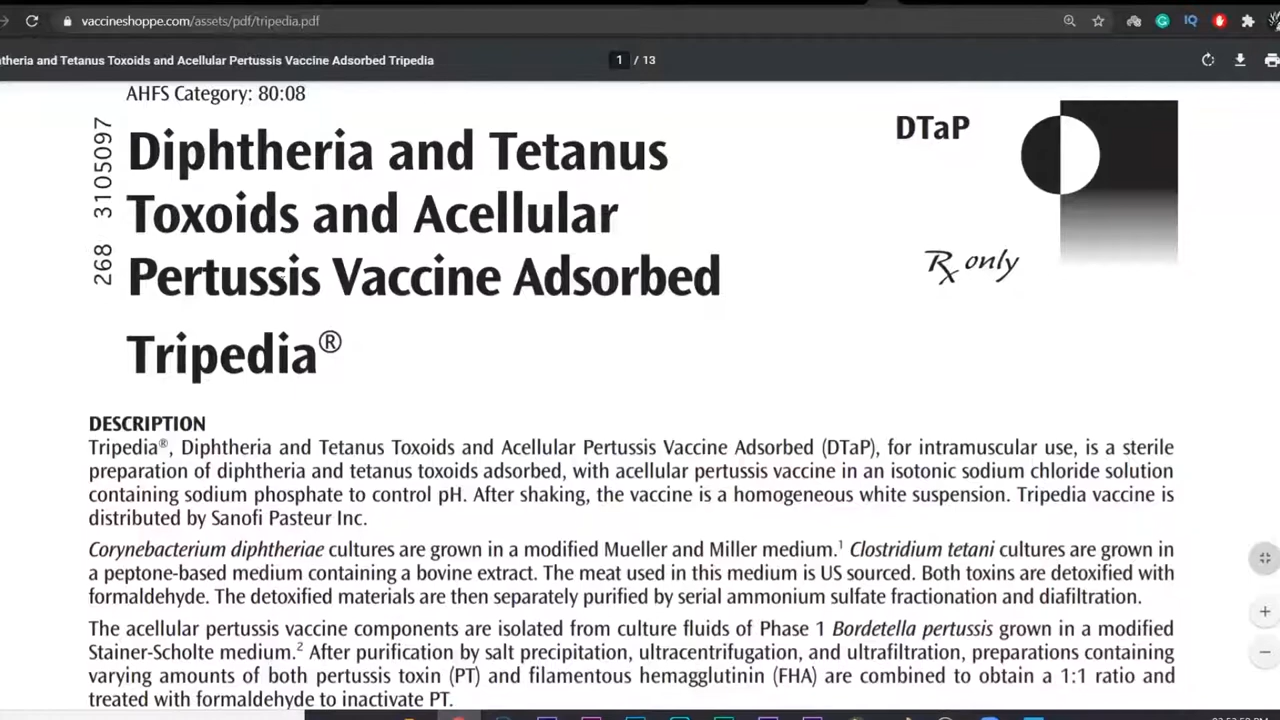 vaccineshoppe.com/assets/pdf/tripedia.pdf
theria and Tetanus Toxoids and Acellular Pertussis Vaccine Adsorbed Tripedia
1 / 13
AHFS Category: 80:08
268 3105097
Diphtheria and Tetanus
Toxoids and Acellular
Pertussis Vaccine Adsorbed
Tripedia®
DTaP
Rx only
DESCRIPTION
Tripedia®, Diphtheria and Tetanus Toxoids and Acellular Pertussis Vaccine Adsorbed (DTaP), for intramuscular use, is a sterile
preparation of diphtheria and tetanus toxoids adsorbed, with acellular pertussis vaccine in an isotonic sodium chloride solution
containing sodium phosphate to control pH. After shaking, the vaccine is a homogeneous white suspension. Tripedia vaccine is
distributed by Sanofi Pasteur Inc.
Corynebacterium diphtheriae cultures are grown in a modified Mueller and Miller medium.1 Clostridium tetani cultures are grown in
a peptone-based medium containing a bovine extract. The meat used in this medium is US sourced. Both toxins are detoxified with
formaldehyde. The detoxified materials are then separately purified by serial ammonium sulfate fractionation and diafiltration.
The acellular pertussis vaccine components are isolated from culture fluids of Phase 1 Bordetella pertussis grown in a modified
Stainer-Scholte medium.2 After purification by salt precipitation, ultracentrifugation, and ultrafiltration, preparations containing
varying amounts of both pertussis toxin (PT) and filamentous hemagglutinin (FHA) are combined to obtain a 1:1 ratio and
treated with formaldehyde to inactivate PT.